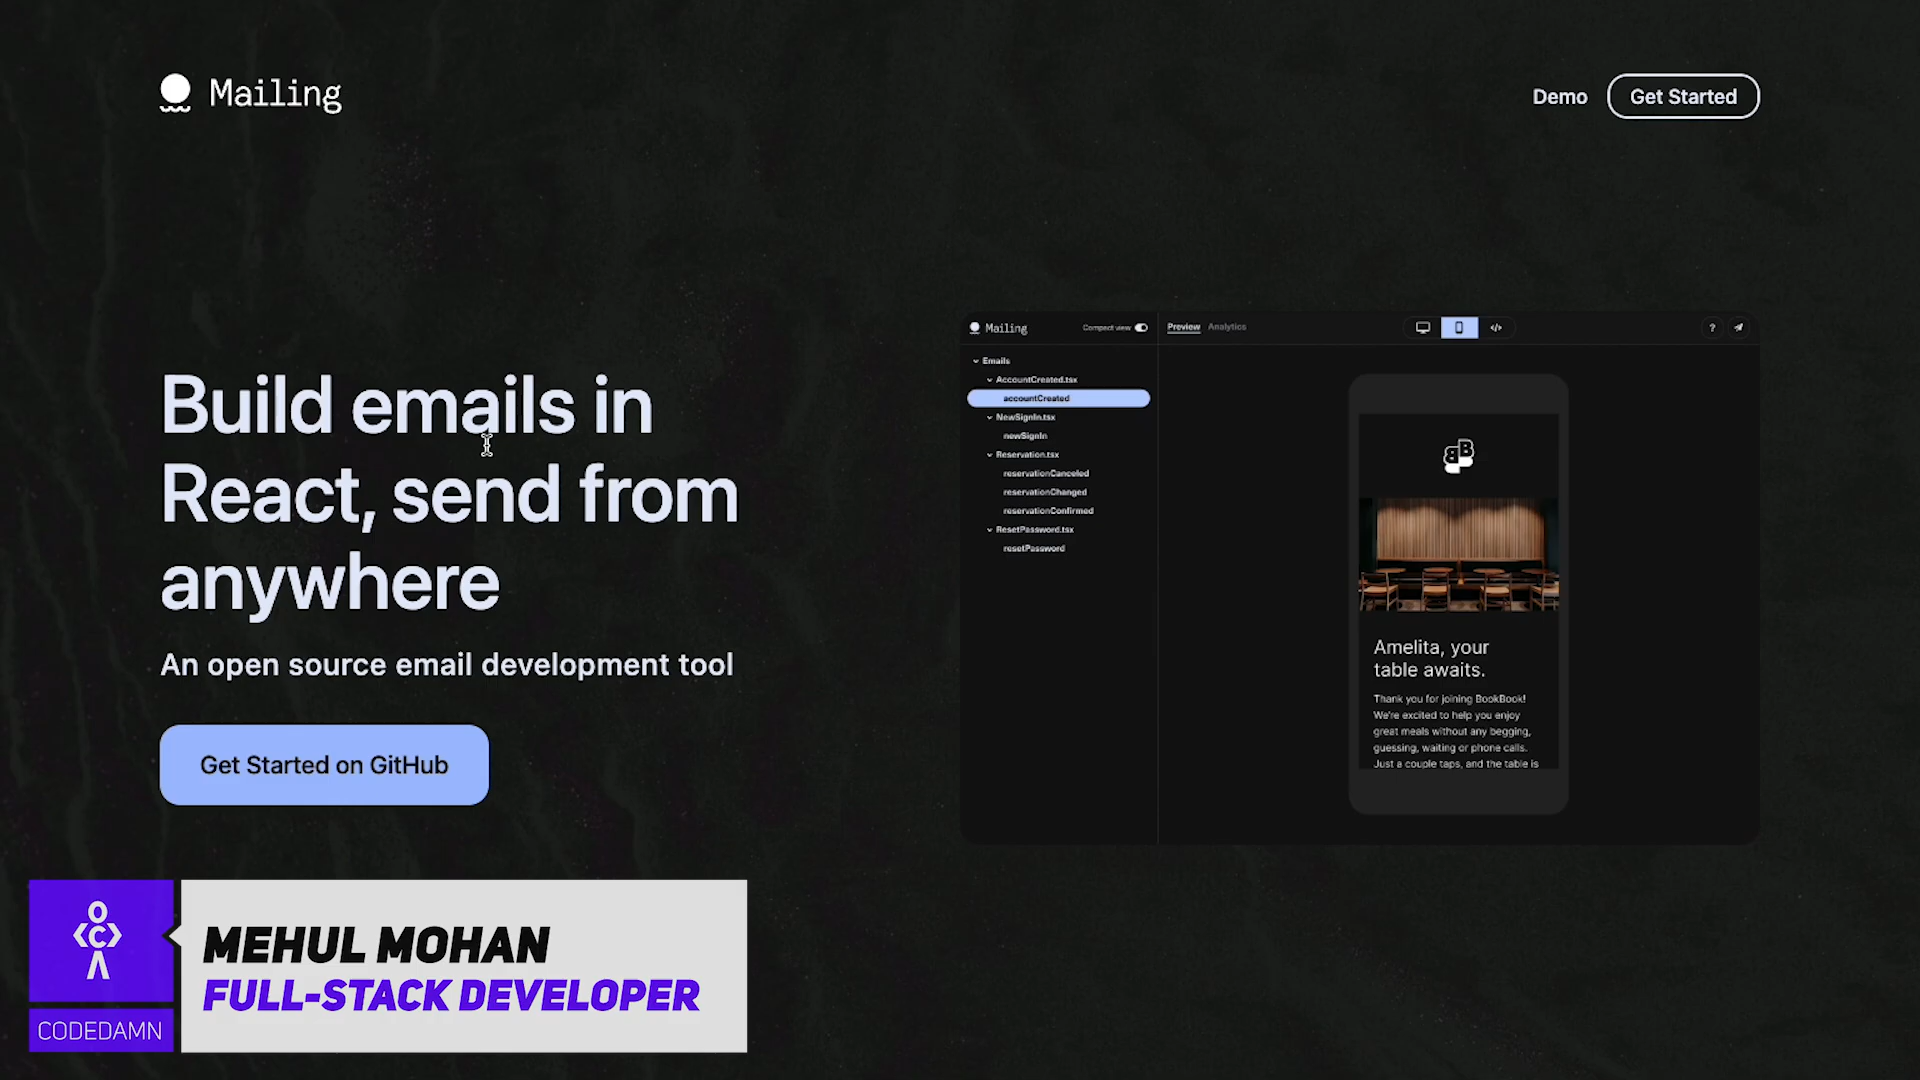 Mailing
Demo
Get Started
Build emails in
React, send from
anywhere
An open source email development tool
Get Started on GitHub
Mailing
Compact view
Preview
Analytics
</>
?
Emails
AccountCreated.tsx
accountCreated
NewSignIn.tsx
newSignIn
Reservation.tsx
reservationCanceled
reservationChanged
reservationConfirmed
ResetPassword.tsx
resetPassword
BB
Amelita, your
table awaits.
Thank you for joining BookBook!
We're excited to help you enjoy
great meals without any begging,
guessing, waiting or phone calls.
Just a couple taps, and the table is
MEHUL MOHAN
FULL-STACK DEVELOPER
<C>
CODEDAMN